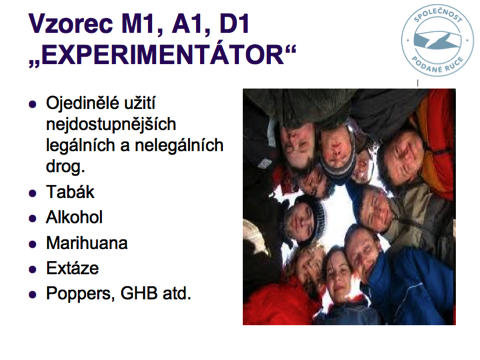 Vzorec M1, A1, D1
„EXPERIMENTÁTOR“
SPOLEČNOST
PODANÉ RUCE
Ojedinělé užití
nejdostupnějších
legálních a nelegálních
drog.
Tabák
Alkohol
Marihuana
Extáze
Poppers, GHB atd.